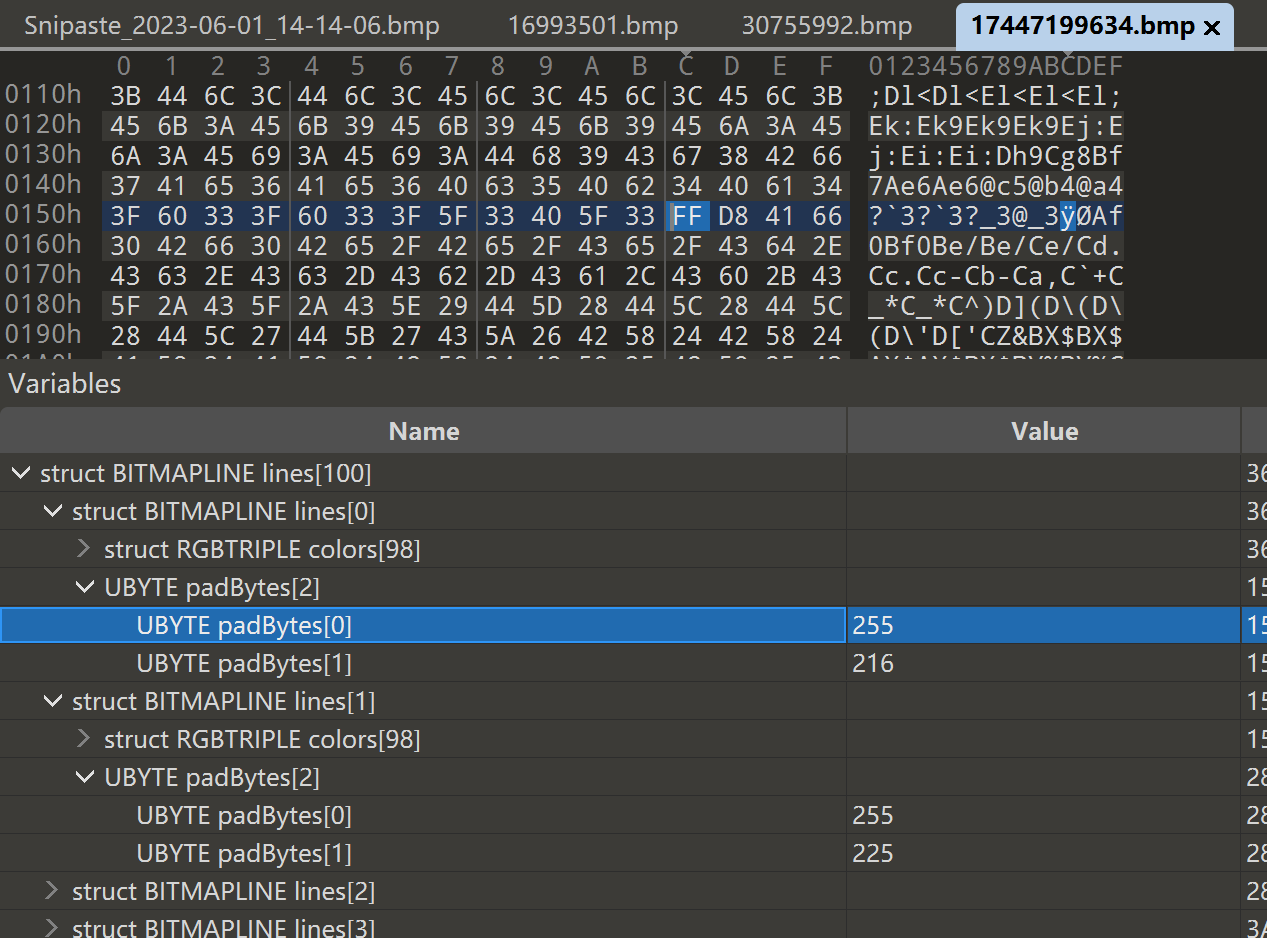 Snipaste_2023-06-01_14-14-06.bmp 16993501.bmp 30755992.bmp 17447199634.bmp ×
0 1 2 3 4 5 6 7 8 9 A B C D E F 0123456789ABCDEF
0110h 3B 44 6C 3C 44 6C 3C 45 6C 3C 45 6C 3C 45 6C 3B ;Dl<Dl<El<El<El;
0120h 45 6B 3A 45 6B 39 45 6B 39 45 6B 39 45 6A 3A 45 Ek:Ek9Ek9Ek9Ej:E
0130h 6A 3A 45 69 3A 45 69 3A 44 68 39 43 67 38 42 66 j:Ei:Ei:Dh9Cg8Bf
0140h 37 41 65 36 41 65 36 40 63 35 40 62 34 40 61 34 7Ae6Ae6@c5@b4@a4
0150h 3F 60 33 3F 60 33 3F 5F 33 40 5F 33 FF D8 41 66 ?`3?`3?_3@_3ÿØAf
0160h 30 42 66 30 42 65 2F 42 65 2F 43 65 2F 43 64 2E 0Bf0Be/Be/Ce/Cd.
0170h 43 63 2E 43 63 2D 43 62 2D 43 61 2C 43 60 2B 43 Cc.Cc-Cb-Ca,C`+C
0180h 5F 2A 43 5F 2A 43 5E 29 44 5D 28 44 5C 28 44 5C _*C_*C^)D](D\(D\
0190h 28 44 5C 27 44 5B 27 43 5A 26 42 58 24 42 58 24 (D\'D['CZ&BX$BX$
Variables
Name Value
struct BITMAPLINE lines[100] 36
struct BITMAPLINE lines[0] 36
struct RGBTRIPLE colors[98] 36
UBYTE padBytes[2] 15
UBYTE padBytes[0] 255 15
UBYTE padBytes[1] 216 15
struct BITMAPLINE lines[1] 15
struct RGBTRIPLE colors[98] 15
UBYTE padBytes[2] 28
UBYTE padBytes[0] 255 28
UBYTE padBytes[1] 225 28
struct BITMAPLINE lines[2] 28
struct BITMAPLINE lines[3] 3A